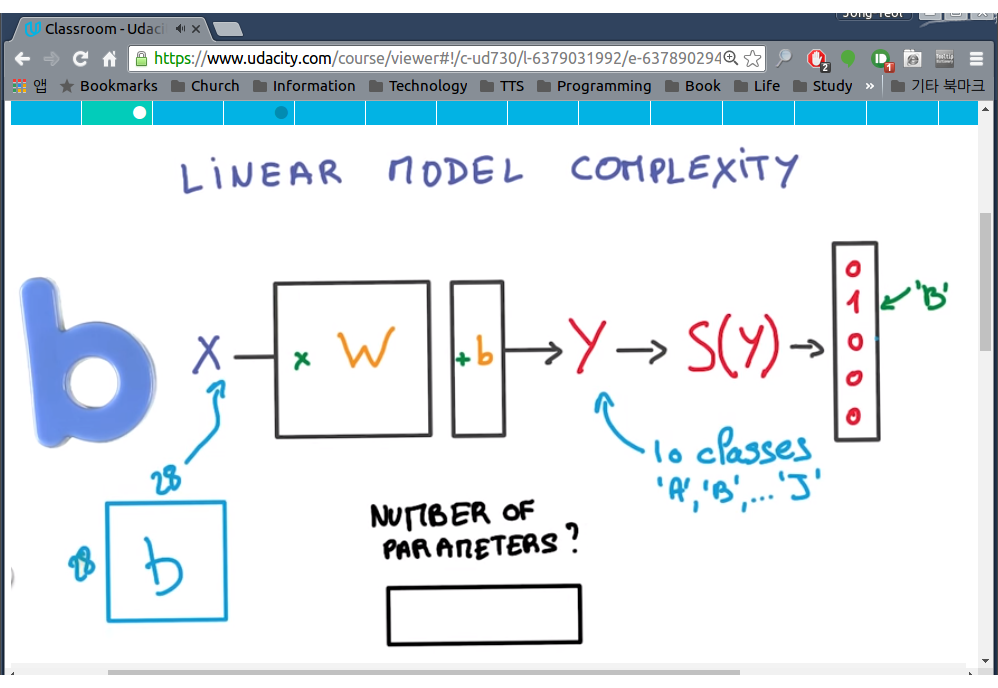 Jong Yeol
Classroom - Udaci
https://www.udacity.com/course/viewer#!/c-ud730/l-6379031992/e-637890294
2
1
앱 Bookmarks Church Information Technology TTS Programming Book Life Study » 기타 북마크
LINEAR MODEL COMPLEXITY
b X x W + b Y S(Y) 0
1 'B'
0
0
0
10 classes
'A', 'B', ... 'J'
28
28 b
NUMBER OF
PARAMETERS?